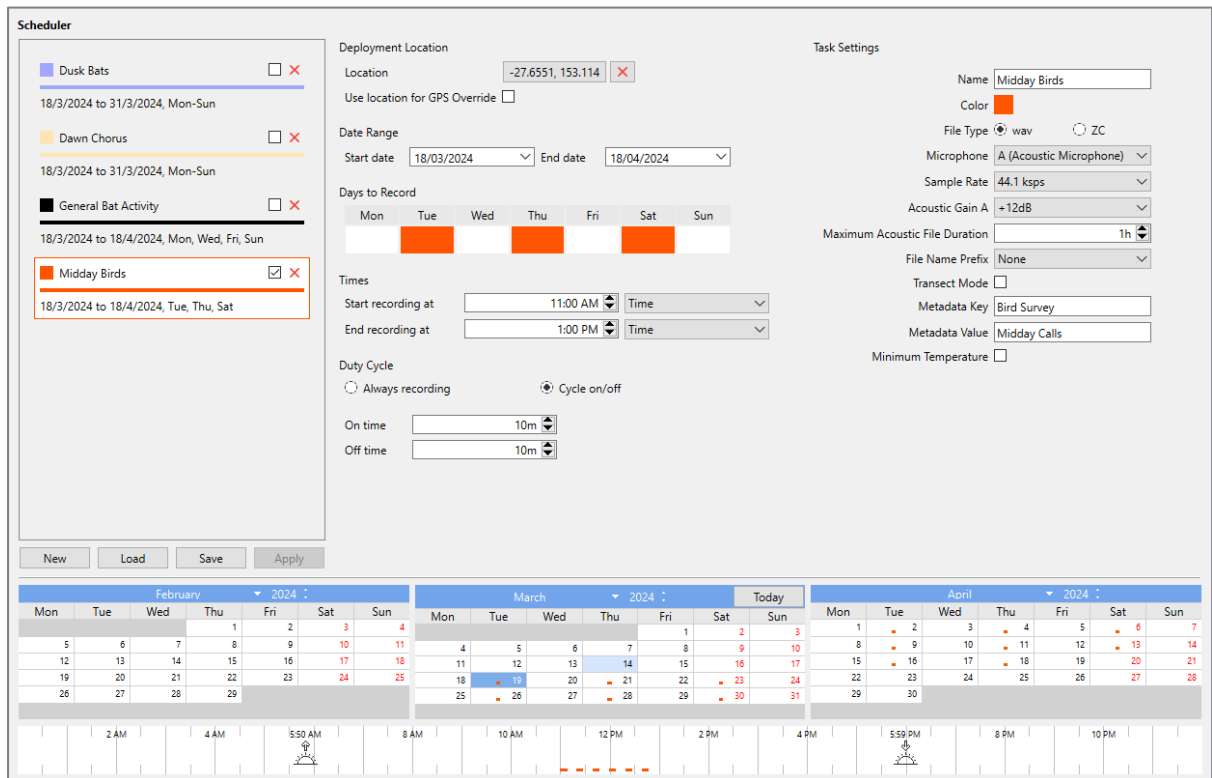 Scheduler
Dusk Bats
18/3/2024 to 31/3/2024, Mon-Sun
Dawn Chorus
18/3/2024 to 31/3/2024, Mon-Sun
General Bat Activity
18/3/2024 to 18/4/2024, Mon, Wed, Fri, Sun
Midday Birds
18/3/2024 to 18/4/2024, Tue, Thu, Sat
New Load Save Apply
Deployment Location
Location -27.6551, 153.114
Use location for GPS Override
Date Range
Start date 18/03/2024 End date 18/04/2024
Days to Record
Mon Tue Wed Thu Fri Sat Sun
Times
Start recording at 11:00 AM Time
End recording at 1:00 PM Time
Duty Cycle
Always recording Cycle on/off
On time 10m
Off time 10m
Task Settings
Name Midday Birds
Color
File Type wav ZC
Microphone A (Acoustic Microphone)
Sample Rate 44.1 ksps
Acoustic Gain A +12dB
Maximum Acoustic File Duration 1h
File Name Prefix None
Transect Mode
Metadata Key Bird Survey
Metadata Value Midday Calls
Minimum Temperature
February 2024
Mon Tue Wed Thu Fri Sat Sun
1 2 3 4
5 6 7 8 9 10 11
12 13 14 15 16 17 18
19 20 21 22 23 24 25
26 27 28 29
March 2024 Today
Mon Tue Wed Thu Fri Sat Sun
1 2 3
4 5 6 7 8 9 10
11 12 13 14 15 16 17
18 19 20 21 22 23 24
25 26 27 28 29 30 31
April 2024
Mon Tue Wed Thu Fri Sat Sun
1 2 3 4 5 6 7
8 9 10 11 12 13 14
15 16 17 18 19 20 21
22 23 24 25 26 27 28
29 30
2 AM 4 AM 5:50 AM 8 AM 10 AM 12 PM 2 PM 4 PM 5:59 PM 8 PM 10 PM